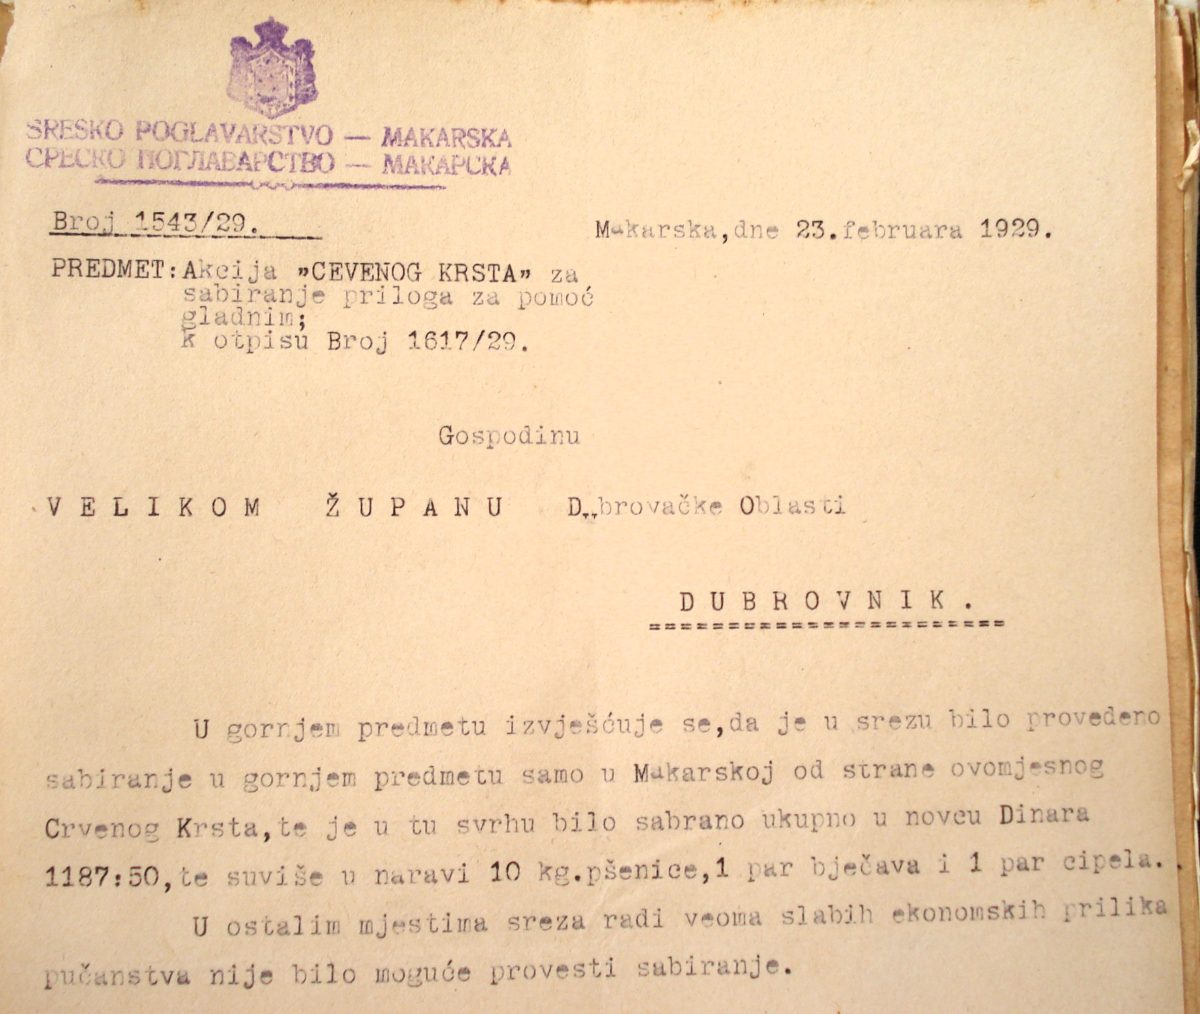 SRESKO POGLAVARSTVO — MAKARSKA
СРЕСКО ПОГЛАВАРСТВО — МАКАРСКА
Broj 1543/29.
Makarska,dne 23.februara 1929.
PREDMET:Akcija "CEVENOG KRSTA" za
sabiranje priloga za pomoć
gladnim;
k otpisu Broj 1617/29.
Gospodinu
VELIKOM ŽUPANU Dubrovačke Oblasti
DUBROVNIK.
U gornjem predmetu izvješćuje se,da je u srezu bilo provedeno
sabiranje u gornjem predmetu samo u Makarskoj od strane ovomjesnog
Crvenog Krsta,te je u tu svrhu bilo sabrano ukupno u novcu Dinara
1187:50,te suviše u naravi 10 kg.pšenice,1 par bječava i 1 par cipela.
U ostalim mjestima sreza radi veoma slabih ekonomskih prilika
pučanstva nije bilo moguće provesti sabiranje.